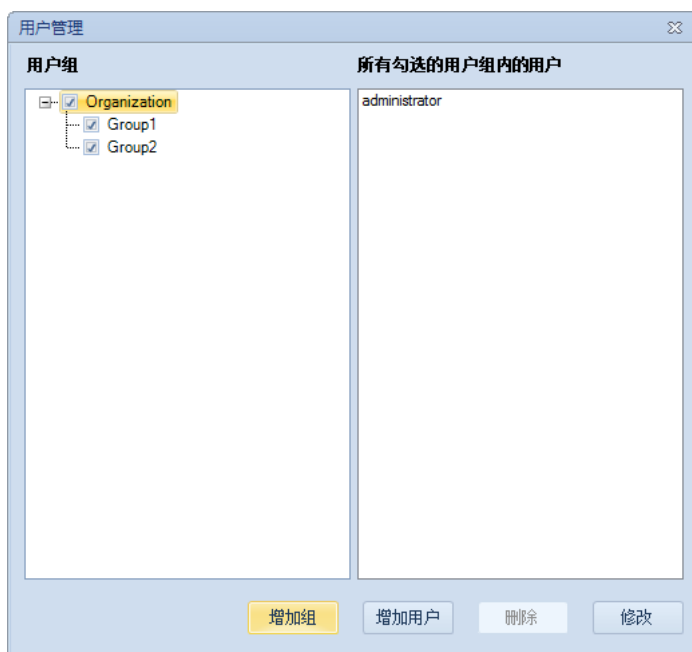 用户管理
用户组
所有勾选的用户组内的用户
Organization
Group1
Group2
administrator
增加组 增加用户 删除 修改